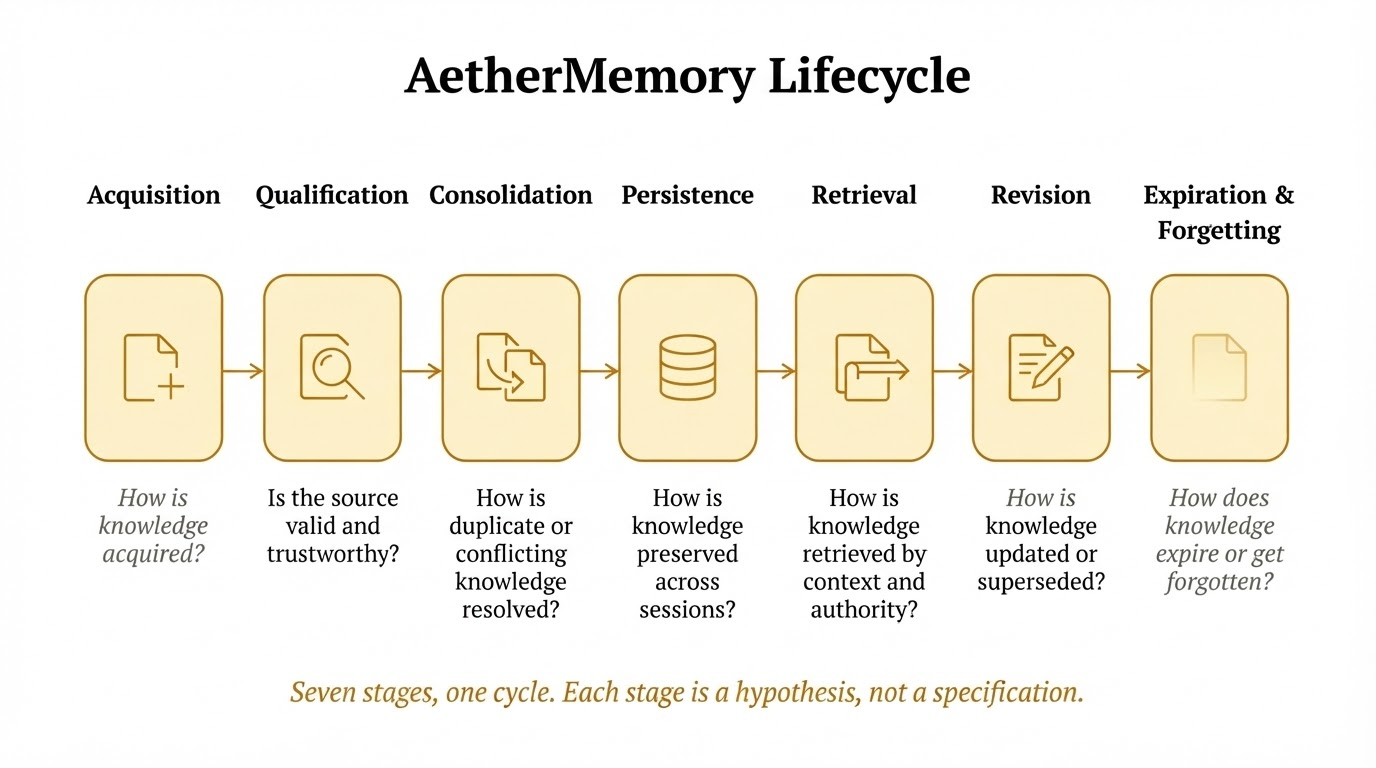 AetherMemory Lifecycle
Acquisition
Qualification
Consolidation
Persistence
Retrieval
Revision
Expiration &
Forgetting
How is
knowledge
acquired?
Is the source
valid and
trustworthy?
How is
duplicate or
conflicting
knowledge
resolved?
How is
knowledge
preserved
across
sessions?
How is
knowledge
retrieved by
context and
authority?
How is
knowledge
updated or
superseded?
How does
knowledge
expire or get
forgotten?
Seven stages, one cycle. Each stage is a hypothesis, not a specification.